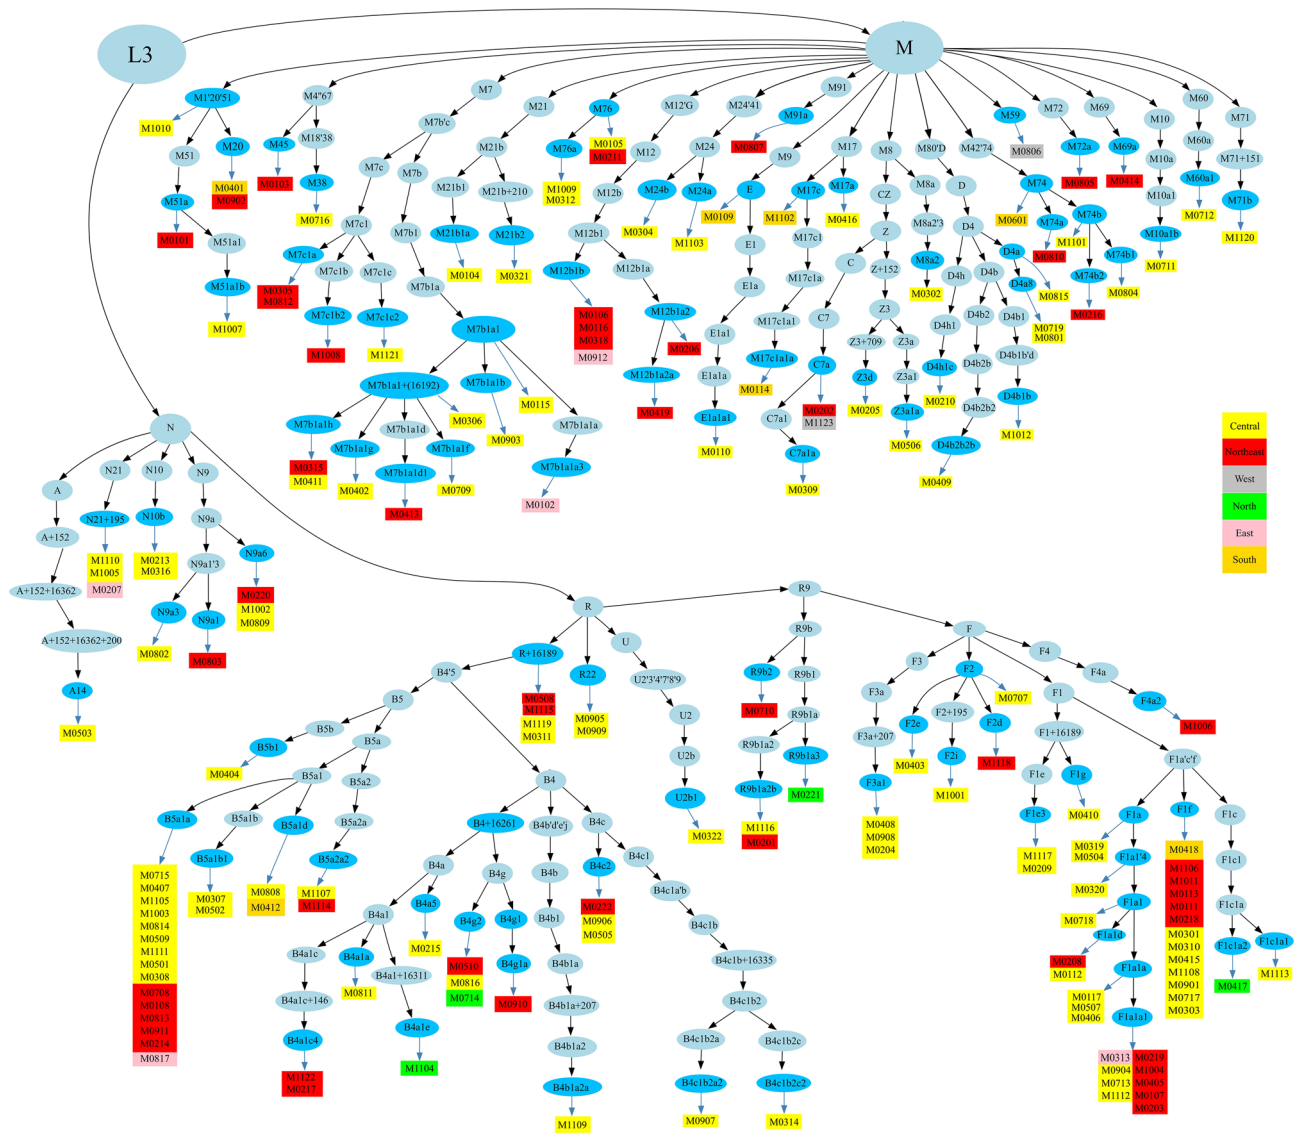 L3
M
M1'20'51
M1010
M51
M20
M0401
M0902
M51a
M0101
M51a1
M51a1b
M1007
M4"67
M45
M18'38
M0103
M38
M0716
M7
M7b'c
M7c
M7b
M7c1
M7b1
M7c1a
M7c1b
M7c1c
M7b1a
M0305
M0812
M7c1b2
M7c1c2
M1008
M1121
M7b1a1
M7b1a1+(16192)
M7b1a1b
M0115
M0306
M0903
M7b1a1h
M7b1a1g
M7b1a1d
M7b1a1f
M7b1a1a
M0315
M0411
M0402
M7b1a1d1
M0709
M7b1a1a3
M0413
M0102
M21
M21b
M21b1
M21b+210
M21b1a
M21b2
M0104
M0321
M76
M76a
M0105
M0211
M1009
M0312
M12'G
M12
M12b
M12b1
M12b1b
M12b1a
M0106
M0116
M0318
M0912
M12b1a2
M0206
M12b1a2a
M0419
M24'41
M24
M24b
M24a
M0304
M1103
M91
M91a
M0807
M9
E
M0109
E1
E1a
E1a1
E1a1a
E1a1a1
M0110
M17
M17c
M17a
M1102
M0416
M17c1
M17c1a
M17c1a1
M17c1a1a
M0114
M8
CZ
M8a
Z
M8a2'3
C
Z+152
M8a2
M0302
C7
Z3
Z3+709
Z3a
C7a
Z3d
Z3a1
M0202
M1123
M0205
Z3a1a
C7a1
M0506
C7a1a
M0309
M80'D
D
D4
D4h
D4b
D4a
D4a8
M0815
D4h1
D4b2
D4b1
M0719
M0801
D4h1c
D4b2b
D4b1b'd
M0210
D4b2b2
D4b1b
D4b2b2b
M1012
M0409
M42'74
M74
M0601
M74a
M74b
M0810
M1101
M74b2
M74b1
M0216
M0804
M59
M0806
M72
M72a
M0805
M69
M69a
M0414
M10
M10a
M10a1
M10a1b
M0711
M60
M60a
M60a1
M0712
M71
M71+151
M71b
M1120
Central
Northeast
West
North
East
South
N
A
A+152
A+152+16362
A+152+16362+200
A14
M0503
N21
N21+195
M1110
M1005
M0207
N10
N10b
M0213
M0316
N9
N9a
N9a1'3
N9a6
M0220
M1002
M0809
N9a3
N9a1
M0802
M0803
R
R+16189
M0508
M1115
M1119
M0311
R22
M0905
M0909
U
U2'3'4'7'8'9
U2
U2b
U2b1
M0322
B4'5
B5
B5b
B5a
B5b1
M0404
B5a1
B5a2
B5a1a
B5a1b
B5a1d
B5a2a
B5a1b1
B5a2a2
M0715
M0407
M1105
M1003
M0814
M0509
M1111
M0501
M0308
M0708
M0108
M0813
M0911
M0214
M0817
M0307
M0502
M0808
M0412
M1107
M1114
B4
B4+16261
B4b'd'e'j
B4c
B4a
B4g
B4b
B4c2
B4c1
M0222
M0906
M0505
B4a1
B4a5
B4g2
B4g1
B4b1
B4c1a'b
M0215
B4a1c
B4a1a
B4a1+16311
M0510
M0816
M0714
B4g1a
B4b1a
B4c1b
M0811
M0910
B4c1b+16335
B4a1c+146
B4b1a+207
B4c1b2
B4a1c4
B4a1e
B4b1a2
B4c1b2a
B4c1b2c
M1122
M0217
M1104
B4b1a2a
B4c1b2a2
B4c1b2c2
M1109
M0907
M0314
R9
R9b
R9b2
R9b1
M0710
R9b1a
R9b1a2
R9b1a3
R9b1a2b
M0221
M1116
M0201
F
F3
F2
F1
F4
F4a
F4a2
M1006
F3a
M0707
F3a+207
F2e
F2+195
F2d
F3a1
M0403
F2i
M1118
M0408
M0908
M0204
M1001
F1+16189
F1e
F1g
F1e3
M0410
M1117
M0209
F1a'c'f
F1a
F1f
F1c
M0319
M0504
F1a1'4
M0320
F1a1
M0718
F1a1d
M0208
M0112
F1a1a
M0117
M0507
M0406
F1a1a1
M0313
M0904
M0713
M1112
M0219
M1004
M0405
M0107
M0203
M0418
M1106
M1011
M0113
M0111
M0218
M0301
M0310
M0415
M1108
M0901
M0717
M0303
F1c1
F1c1a
F1c1a2
F1c1a1
M0417
M1113